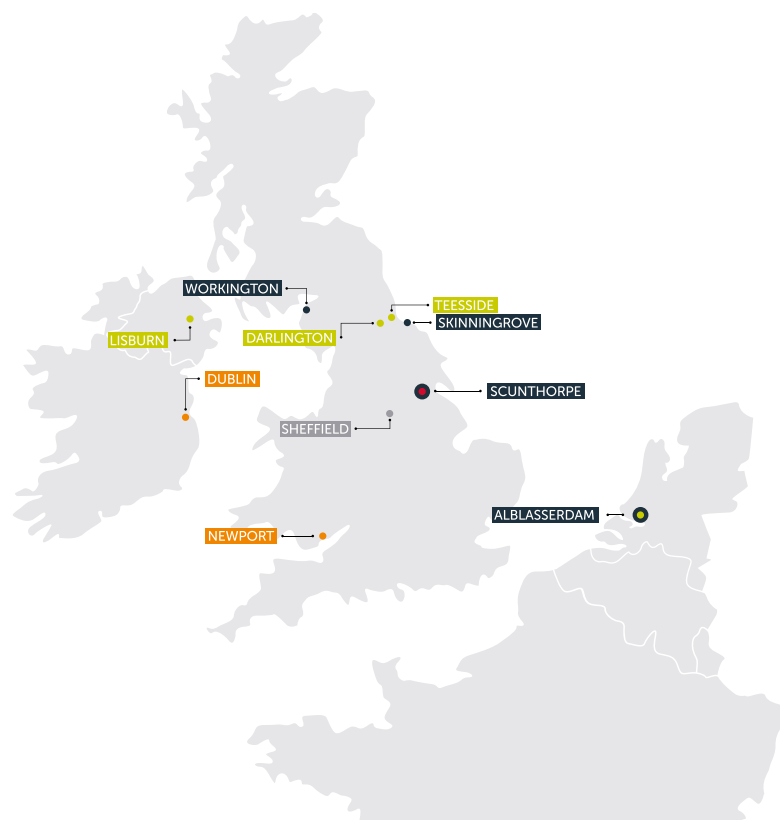 WORKINGTON
TEESSIDE
SKINNINGROVE
DARLINGTON
LISBURN
DUBLIN
SCUNTHORPE
SHEFFIELD
ALBLASSERDAM
NEWPORT